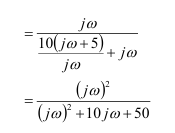 = jω / (10(jω+5)/jω + jω)
= (jω)² / ((jω)² + 10jω + 50)